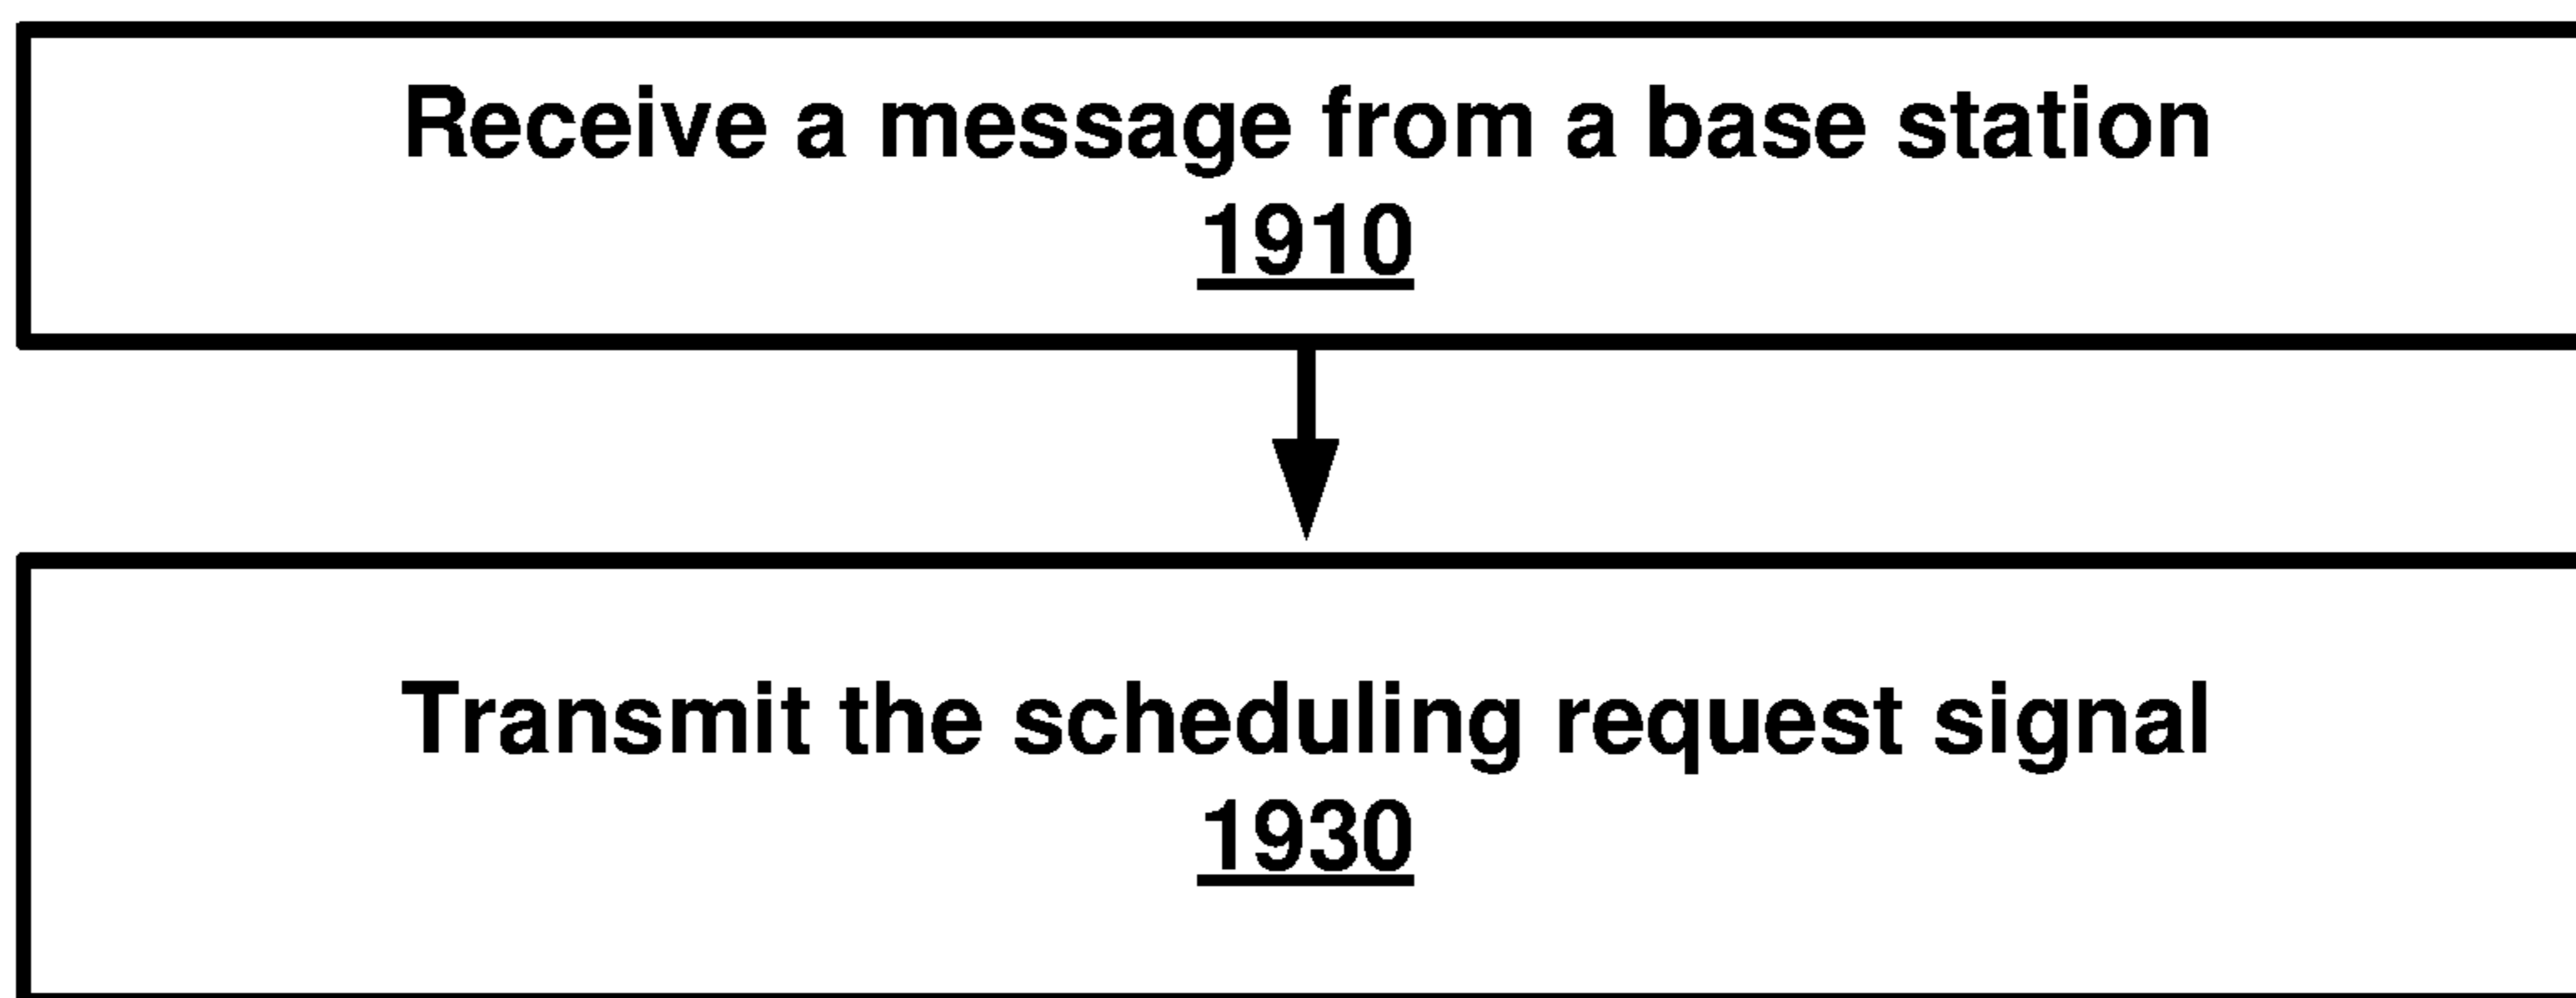 Receive a message from a base station
1910
Transmit the scheduling request signal
1930